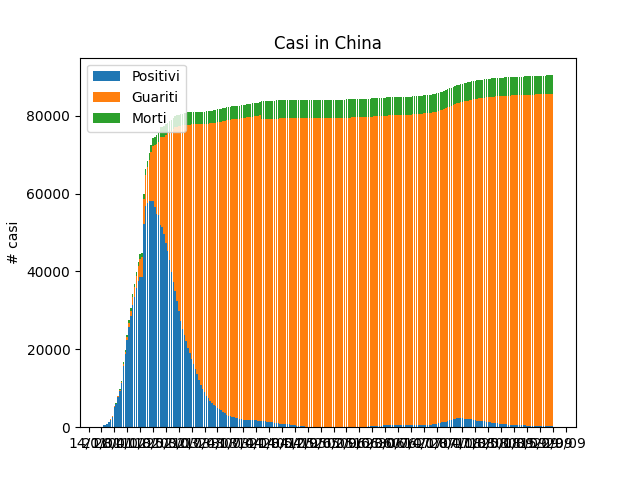 Casi in China
Positivi
Guariti
Morti
80000
60000
40000
20000
0
# casi